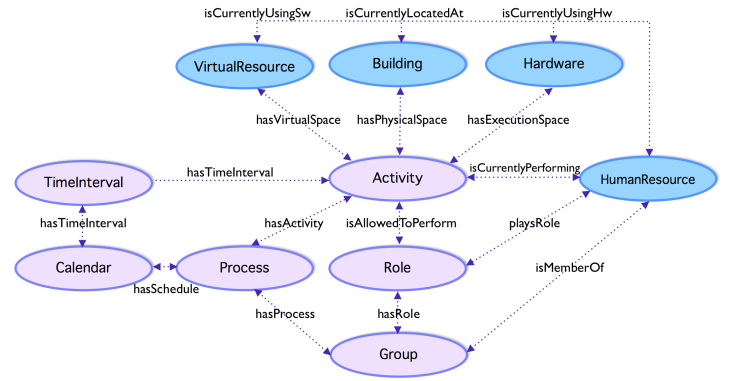 isCurrentlyUsingSw
isCurrentlyLocatedAt
isCurrentlyUsingHw
VirtualResource
Building
Hardware
hasVirtualSpace
hasPhysicalSpace
hasExecutionSpace
TimeInterval
hasTimeInterval
Activity
isCurrentlyPerforming
HumanResource
hasTimeInterval
hasActivity
isAllowedToPerform
playsRole
Calendar
hasSchedule
Process
Role
isMemberOf
hasProcess
hasRole
Group